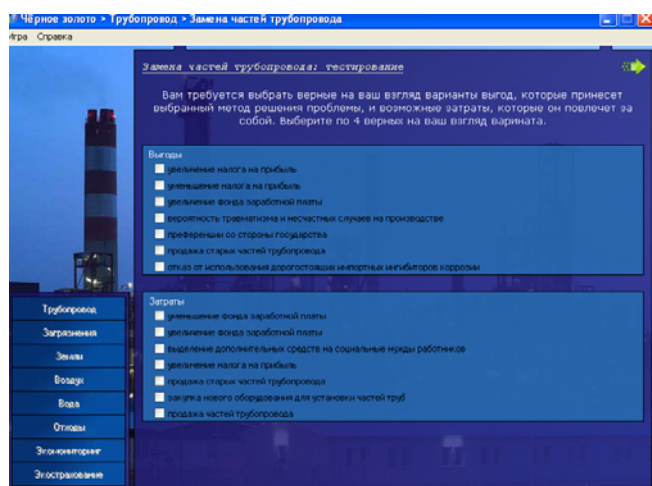 Чёрное золото > Трубопровод > Замена частей трубопровода
Игра Справка
Замена частей трубопровода: тестирование
Вам требуется выбрать верные на ваш взгляд варианты выгод, которые принесет
выбранный метод решения проблемы, и возможные затраты, которые он повлечет за
собой. Выберите по 4 верных на ваш взгляд варината.
Выгоды
увеличение налога на прибыль
уменьшение налога на прибыль
увеличение фонда заработной платы
вероятность травматизма и несчастных случаев на производстве
преференции со стороны государства
продажа старых частей трубопровода
отказ от использования дорогостоящих импортных ингибиторов коррозии
Затраты
уменьшение фонда заработной платы
увеличение фонда заработной платы
выделение дополнительных средств на социальные нужды работников
увеличение налога на прибыль
продажа старых частей трубопровода
закупка нового оборудования для установки частей труб
продажа частей трубопровода
Трубопровод
Загрязнения
Земли
Воздух
Вода
Отходы
Экомониторинг
Экострахование